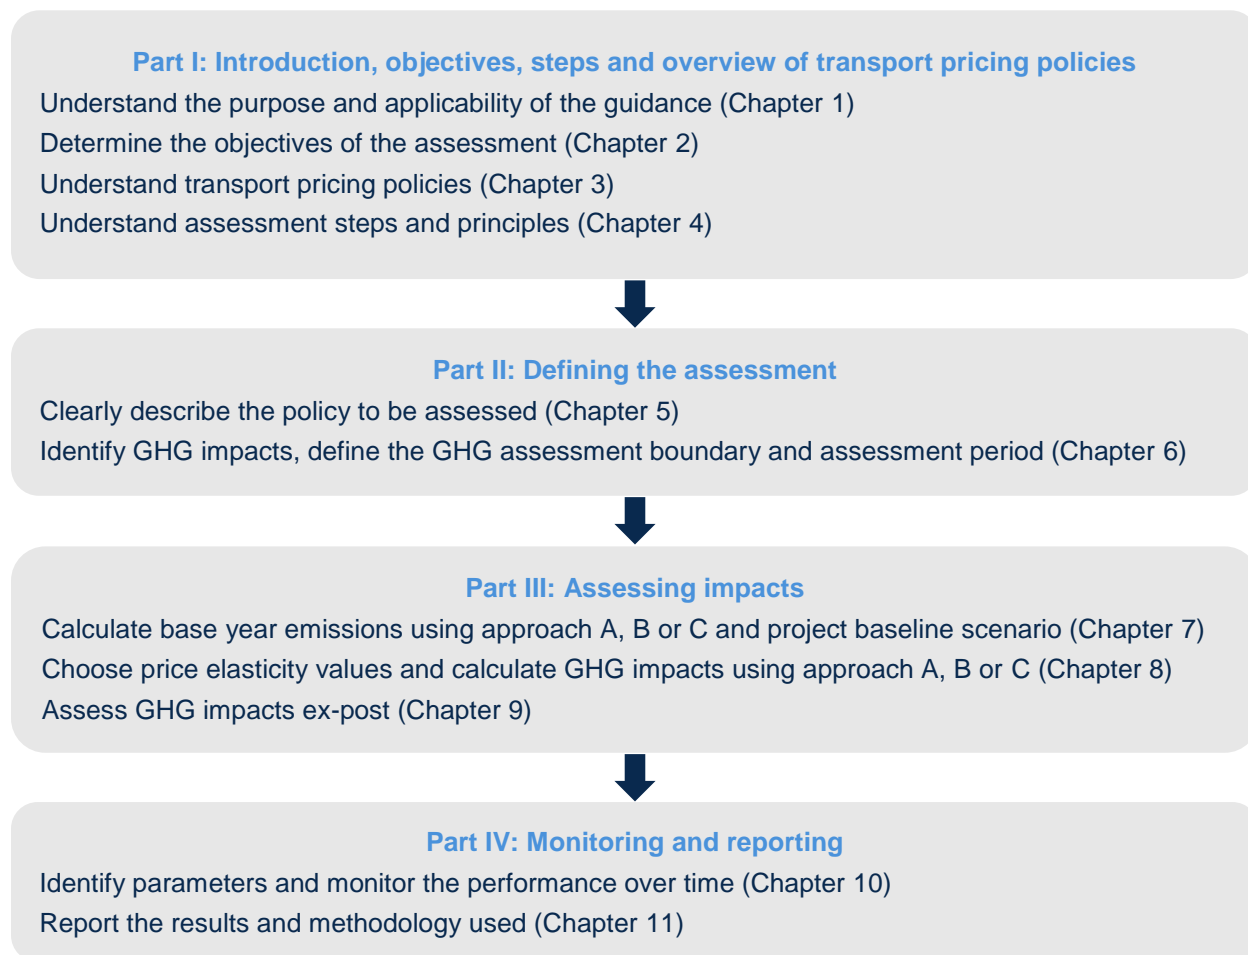 Part I: Introduction, objectives, steps and overview of transport pricing policies
Understand the purpose and applicability of the guidance (Chapter 1)
Determine the objectives of the assessment (Chapter 2)
Understand transport pricing policies (Chapter 3)
Understand assessment steps and principles (Chapter 4)
Part II: Defining the assessment
Clearly describe the policy to be assessed (Chapter 5)
Identify GHG impacts, define the GHG assessment boundary and assessment period (Chapter 6)
Part III: Assessing impacts
Calculate base year emissions using approach A, B or C and project baseline scenario (Chapter 7)
Choose price elasticity values and calculate GHG impacts using approach A, B or C (Chapter 8)
Assess GHG impacts ex-post (Chapter 9)
Part IV: Monitoring and reporting
Identify parameters and monitor the performance over time (Chapter 10)
Report the results and methodology used (Chapter 11)